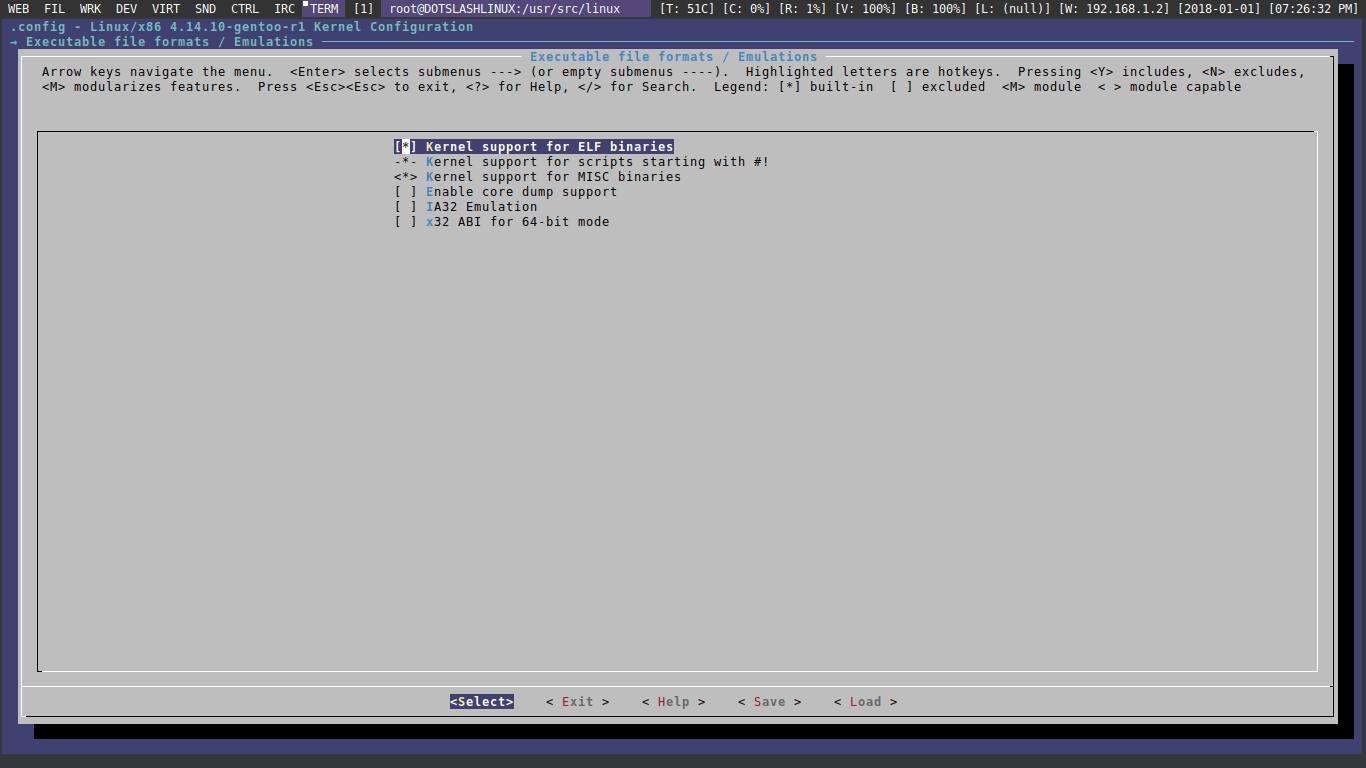 WEB FIL WRK DEV VIRT SND CTRL IRC TERM [1] root@DOTSLASHLINUX:/usr/src/linux [T: 51C] [C: 0%] [R: 1%] [V: 100%] [B: 100%] [L: (null)] [W: 192.168.1.2] [2018-01-01] [07:26:32 PM]
.config - Linux/x86 4.14.10-gentoo-r1 Kernel Configuration
→ Executable file formats / Emulations
Executable file formats / Emulations
Arrow keys navigate the menu.  <Enter> selects submenus ---> (or empty submenus ----).  Highlighted letters are hotkeys.  Pressing <Y> includes, <N> excludes,
<M> modularizes features.  Press <Esc><Esc> to exit, <?> for Help, </> for Search.  Legend: [*] built-in  [ ] excluded  <M> module  < > module capable
[*] Kernel support for ELF binaries
-*- Kernel support for scripts starting with #!
<*> Kernel support for MISC binaries
[ ] Enable core dump support
[ ] IA32 Emulation
[ ] x32 ABI for 64-bit mode
<Select>    < Exit >    < Help >    < Save >    < Load >